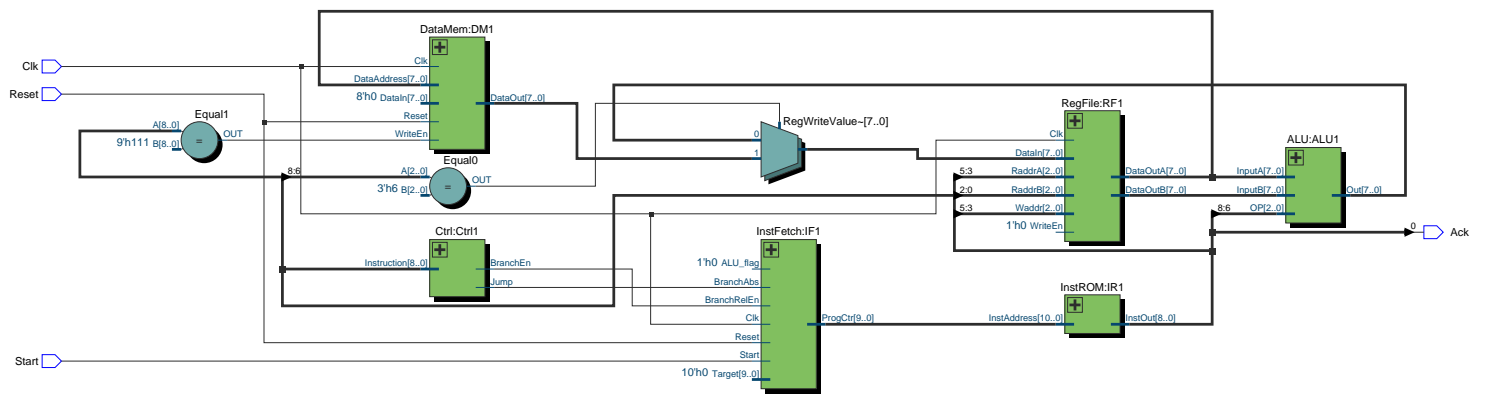 Clk
Reset
Start
Equal1
A[8..0]
9'h111 B[8..0]
OUT
=
DataMem:DM1
Clk
DataAddress[7..0]
8'h0 DataIn[7..0]
Reset
WriteEn
DataOut[7..0]
Equal0
8:6
A[2..0]
3'h6 B[2..0]
OUT
=
Ctrl:Ctrl1
Instruction[8..0]
BranchEn
Jump
RegWriteValue~[7..0]
0
1
InstFetch:IF1
1'h0 ALU_flag
BranchAbs
BranchRelEn
Clk
Reset
Start
10'h0 Target[9..0]
ProgCtr[9..0]
RegFile:RF1
Clk
DataIn[7..0]
5:3 RaddrA[2..0]
2:0 RaddrB[2..0]
5:3 Waddr[2..0]
1'h0 WriteEn
DataOutA[7..0]
DataOutB[7..0]
InstROM:IR1
InstAddress[10..0]
InstOut[8..0]
ALU:ALU1
InputA[7..0]
InputB[7..0]
8:6 OP[2..0]
Out[7..0]
0
Ack